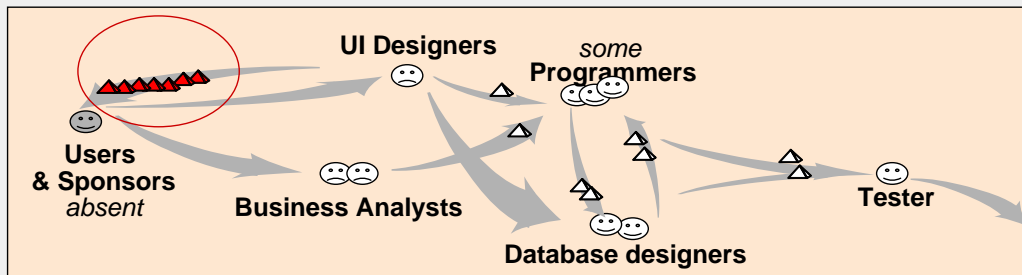 UI Designers
some
Programmers
Users
& Sponsors
absent
Business Analysts
Tester
Database designers